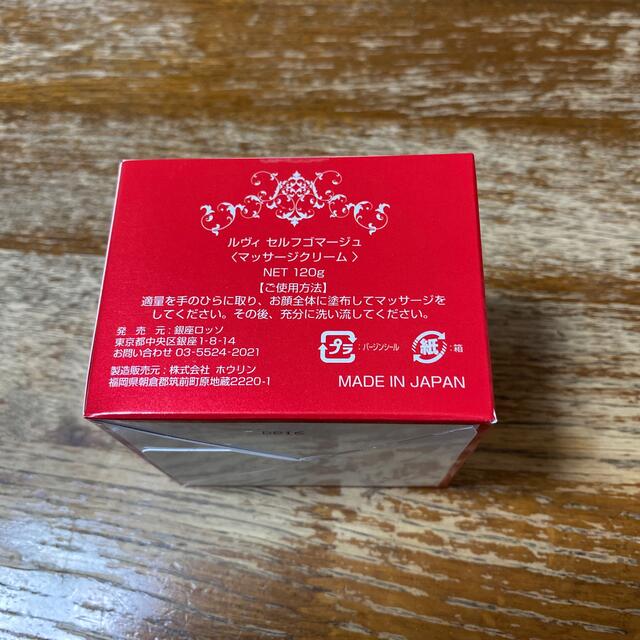 ルヴィ セルフゴマージュ
〈マッサージクリーム 〉
NET 120g
【ご使用方法】
適量を手のひらに取り、お顔全体に塗布してマッサージを
してください。その後、充分に洗い流してください。
発　売　元：銀座ロッソ
東京都中央区銀座1-8-14
お問い合わせ 03-5524-2021
製造販売元：株式会社 ホウリン
福岡県朝倉郡筑前町原地蔵2220-1
プラ：バージンシール
紙：箱
MADE IN JAPAN